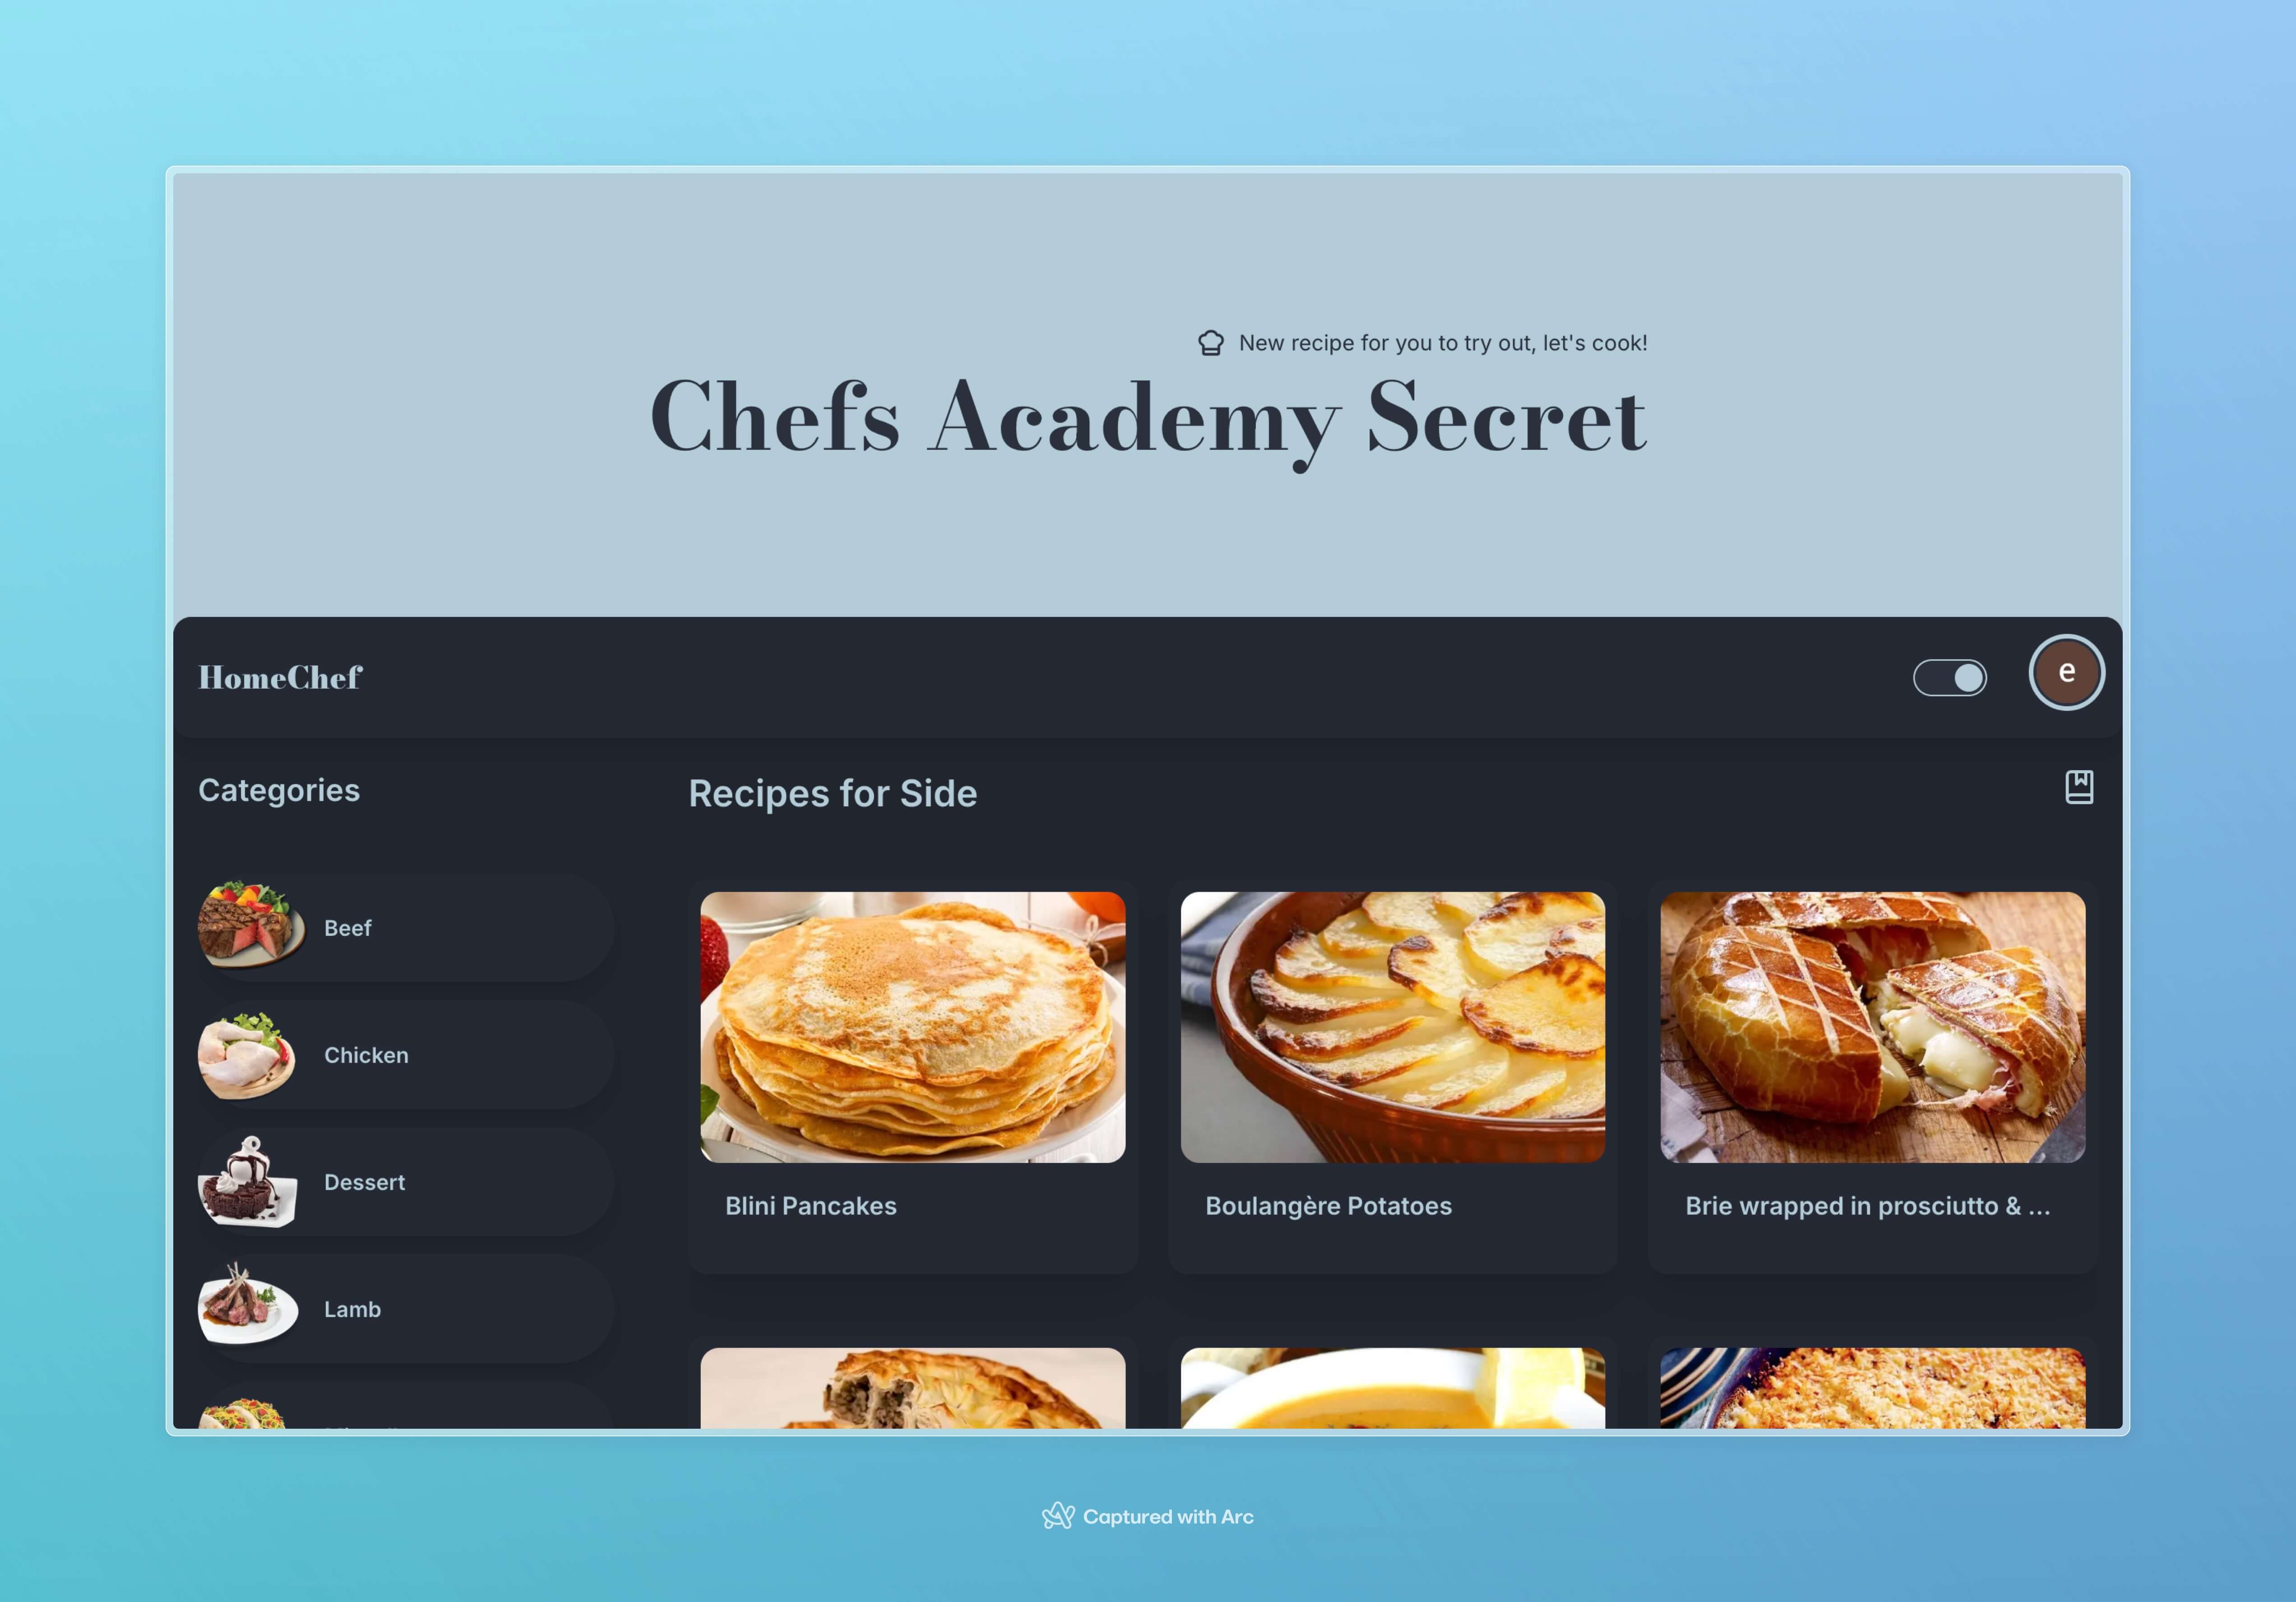 New recipe for you to try out, let's cook!
Chefs Academy Secret
HomeChef
e
Categories
Recipes for Side
Beef
Chicken
Dessert
Lamb
Blini Pancakes
Boulangère Potatoes
Brie wrapped in prosciutto & ...
Captured with Arc